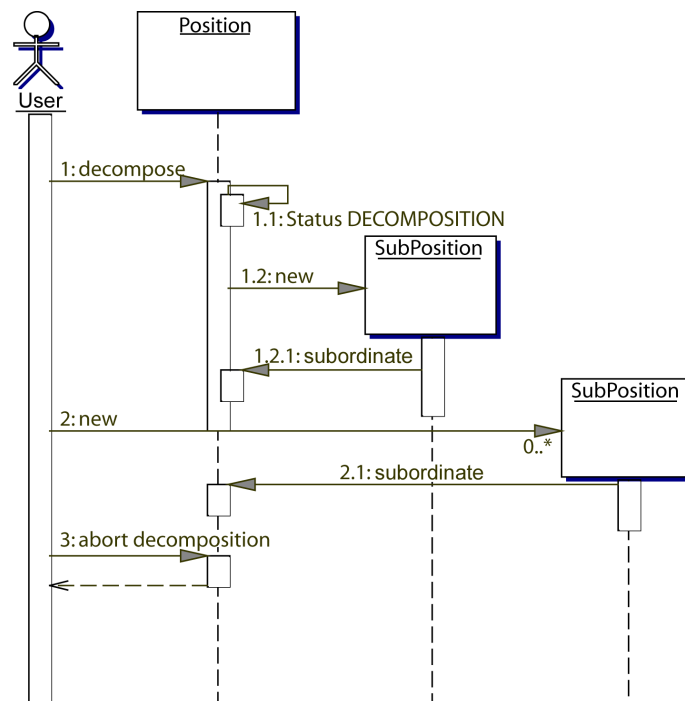 Position
User
1: decompose
1.1: Status DECOMPOSITION
SubPosition
1.2: new
1.2.1: subordinate
SubPosition
2: new
0..*
2.1: subordinate
3: abort decomposition